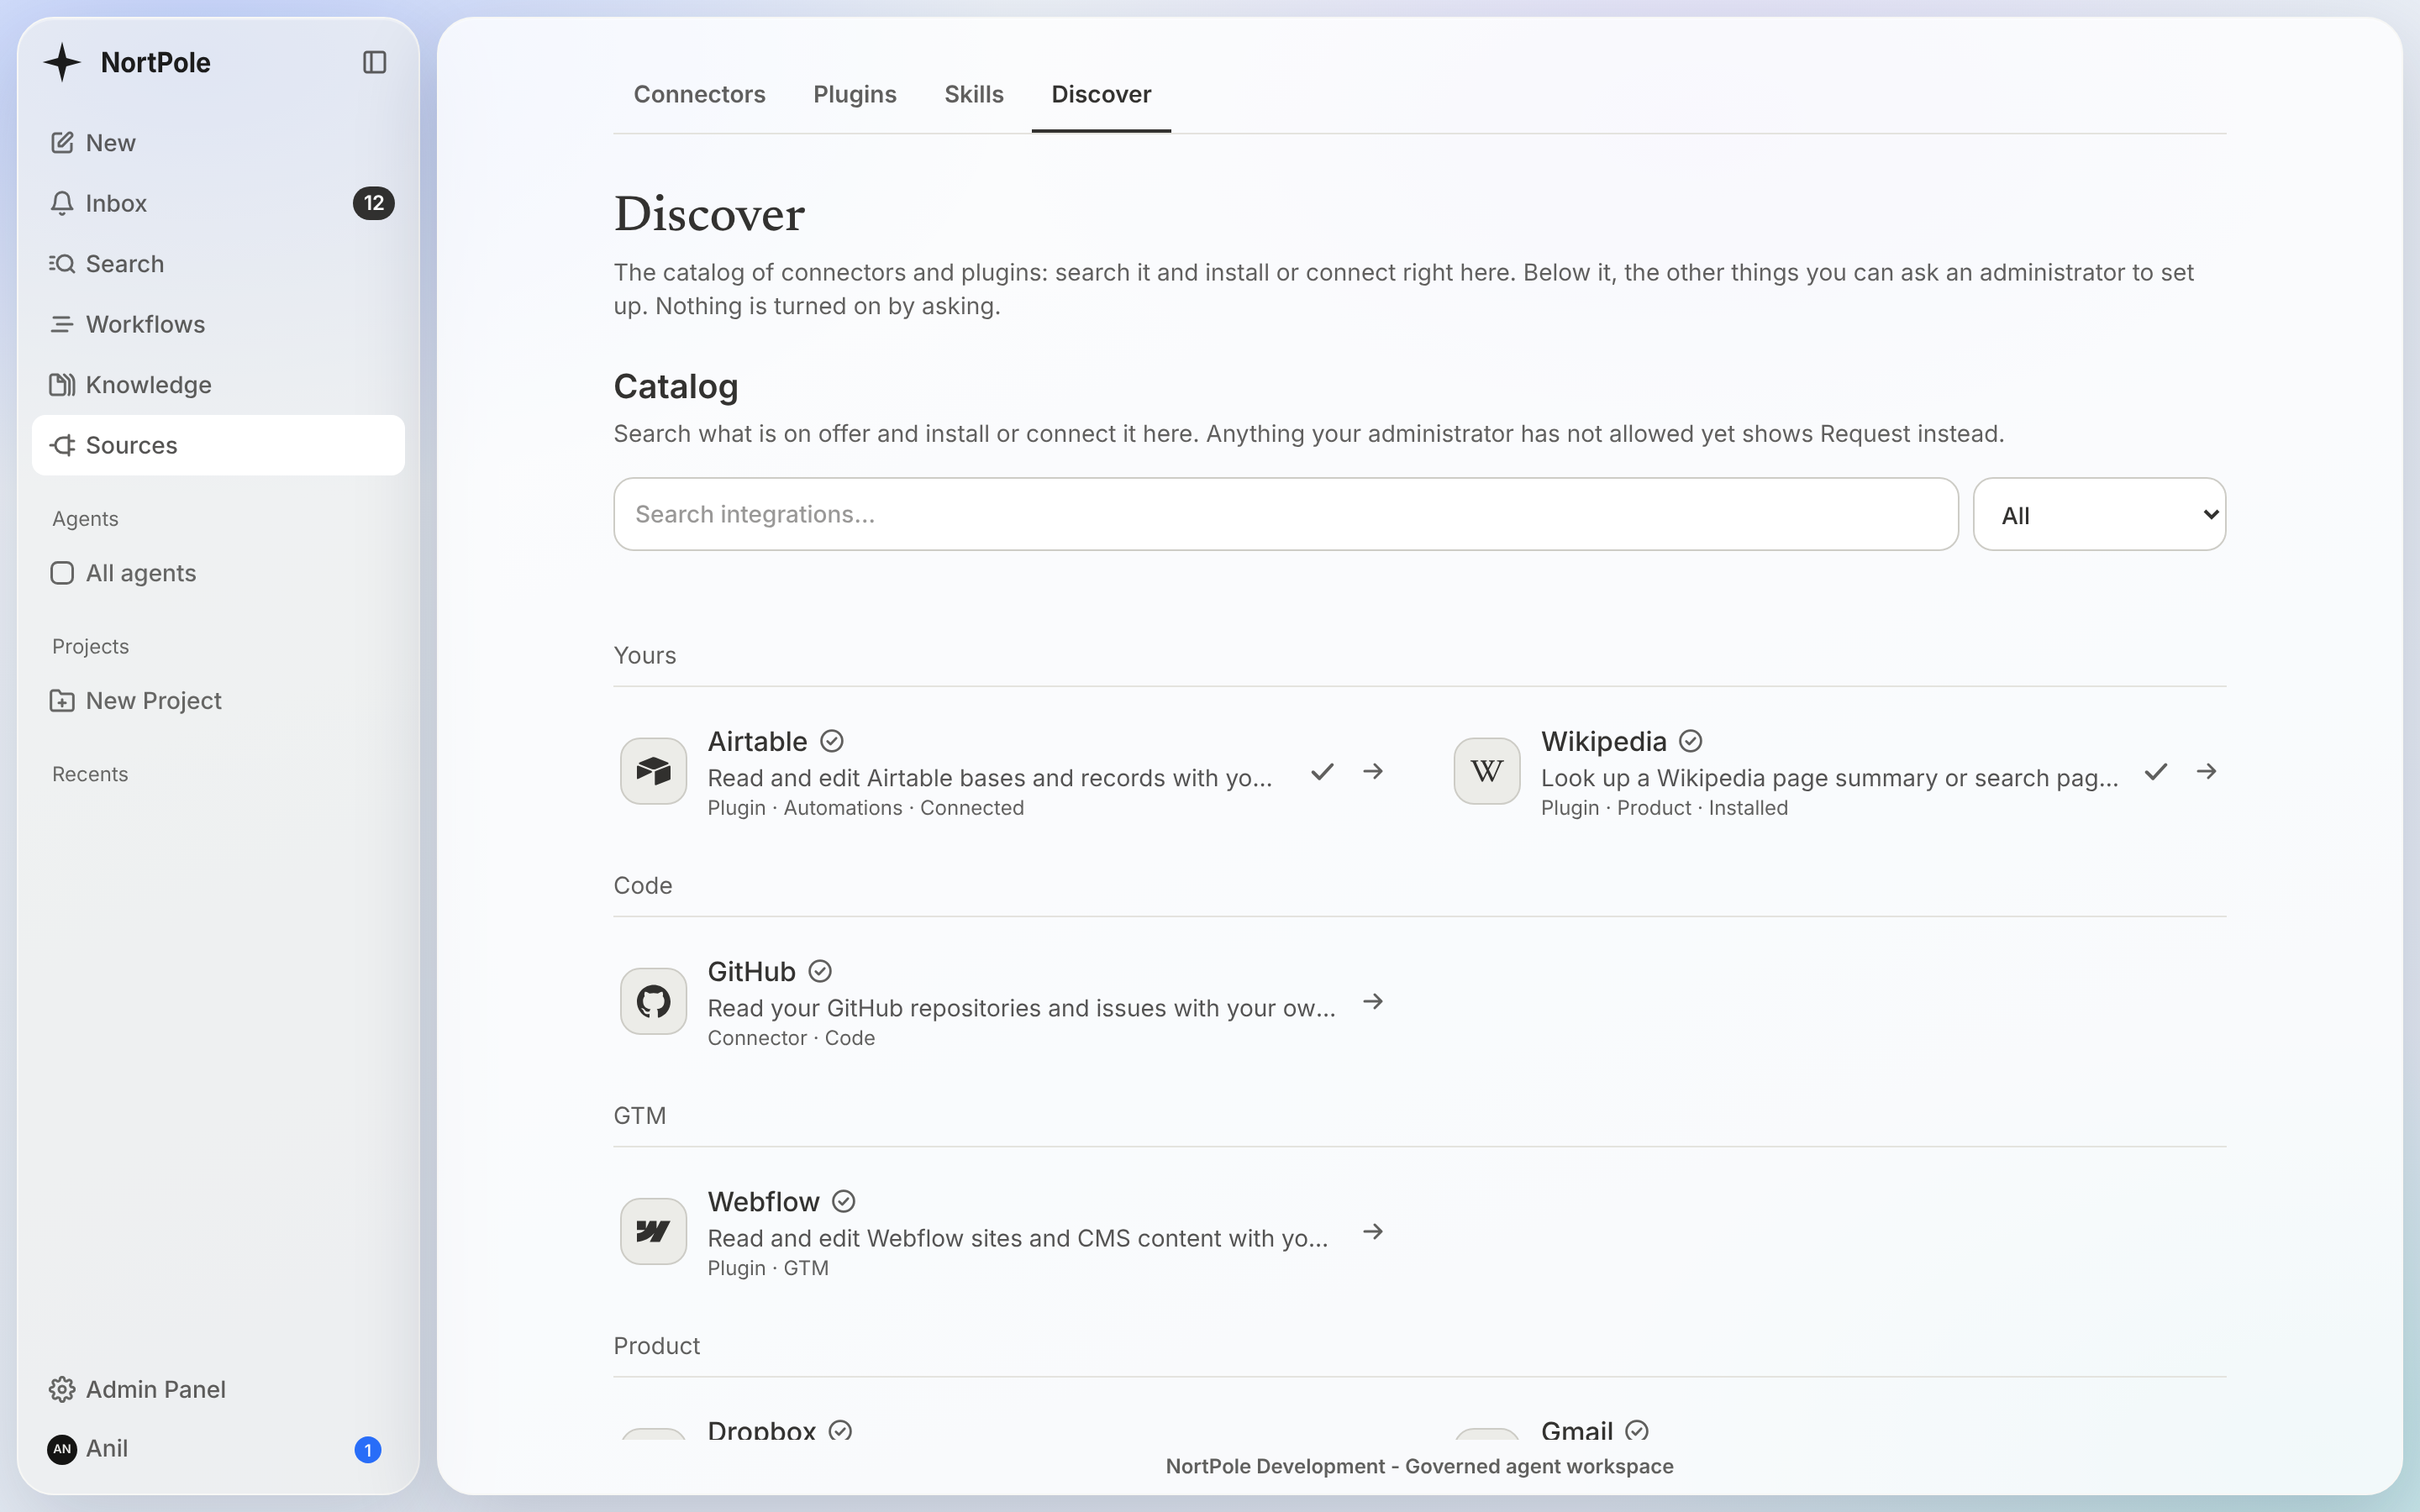 NortPole
New
Inbox
12
Search
Workflows
Knowledge
Sources
Agents
All agents
Projects
New Project
Recents
Admin Panel
AN
Anil
1
Connectors
Plugins
Skills
Discover
Discover
The catalog of connectors and plugins: search it and install or connect right here. Below it, the other things you can ask an administrator to set
up. Nothing is turned on by asking.
Catalog
Search what is on offer and install or connect it here. Anything your administrator has not allowed yet shows Request instead.
Search integrations...
All
Yours
Airtable
Read and edit Airtable bases and records with yo...
Plugin · Automations · Connected
W
Wikipedia
Look up a Wikipedia page summary or search pag...
Plugin · Product · Installed
Code
GitHub
Read your GitHub repositories and issues with your ow...
Connector · Code
GTM
Webflow
Read and edit Webflow sites and CMS content with yo...
Plugin · GTM
Product
Dropbox
Gmail
NortPole Development - Governed agent workspace